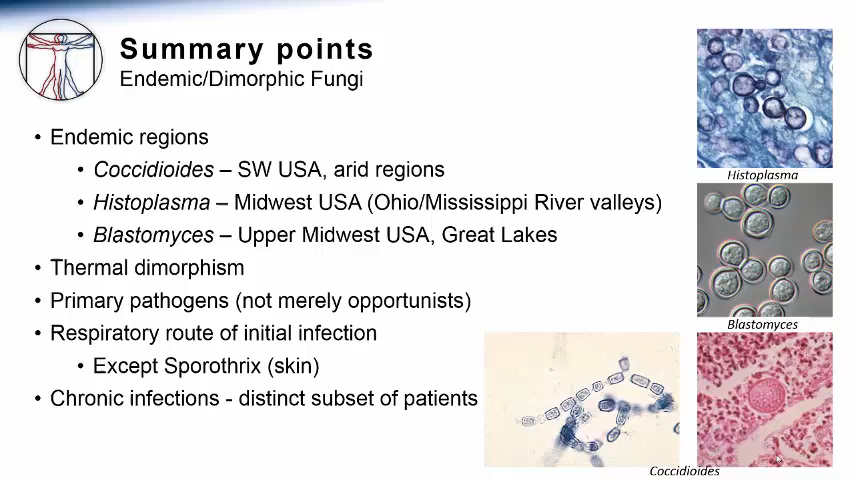 Summary points
Endemic/Dimorphic Fungi
• Endemic regions
• Coccidioides – SW USA, arid regions
• Histoplasma – Midwest USA (Ohio/Mississippi River valleys)
• Blastomyces – Upper Midwest USA, Great Lakes
• Thermal dimorphism
• Primary pathogens (not merely opportunists)
• Respiratory route of initial infection
• Except Sporothrix (skin)
• Chronic infections - distinct subset of patients
Histoplasma
Blastomyces
Coccidioides